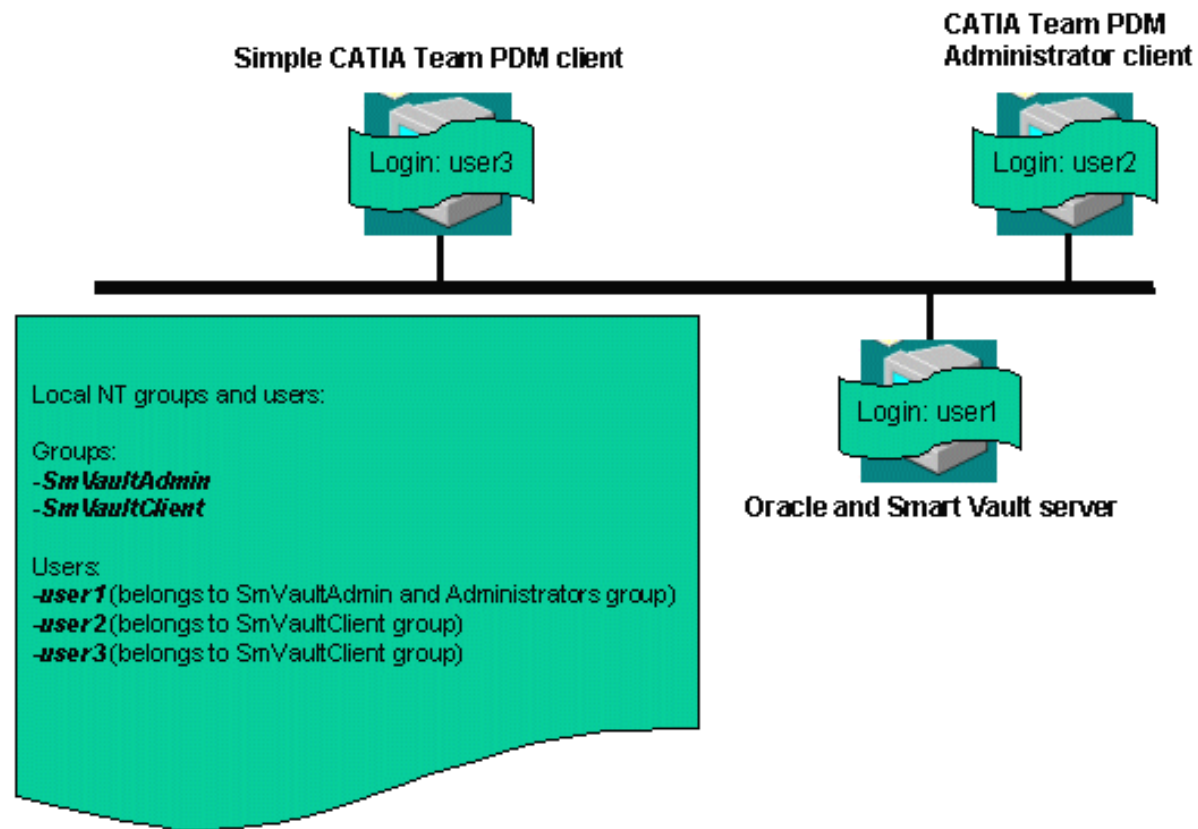 Simple CATIA Team PDM client
CATIA Team PDM
Administrator client
Login: user3
Login: user2
Login: user1
Oracle and Smart Vault server
Local NT groups and users:
Groups:
-SmVaultAdmin
-SmVaultClient
Users:
-user1 (belongs to SmVaultAdmin and Administrators group)
-user2 (belongs to SmVaultClient group)
-user3 (belongs to SmVaultClient group)